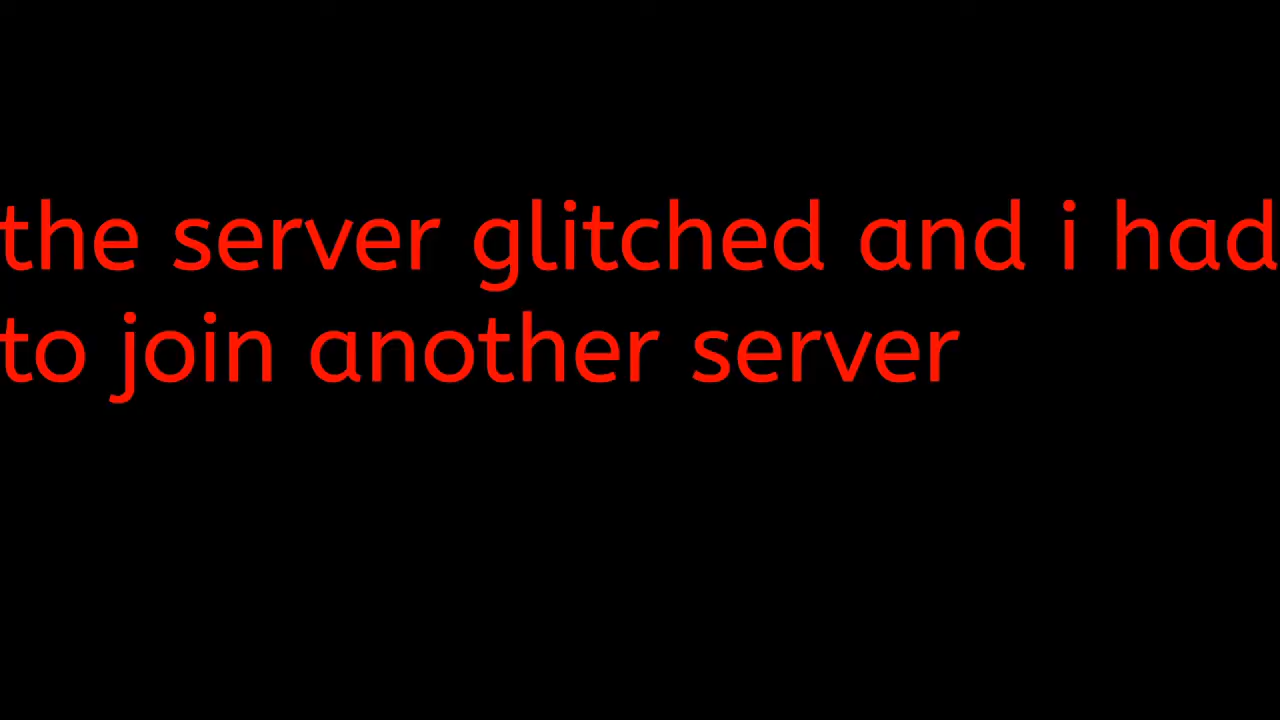 the server glitched and i had
to join another server